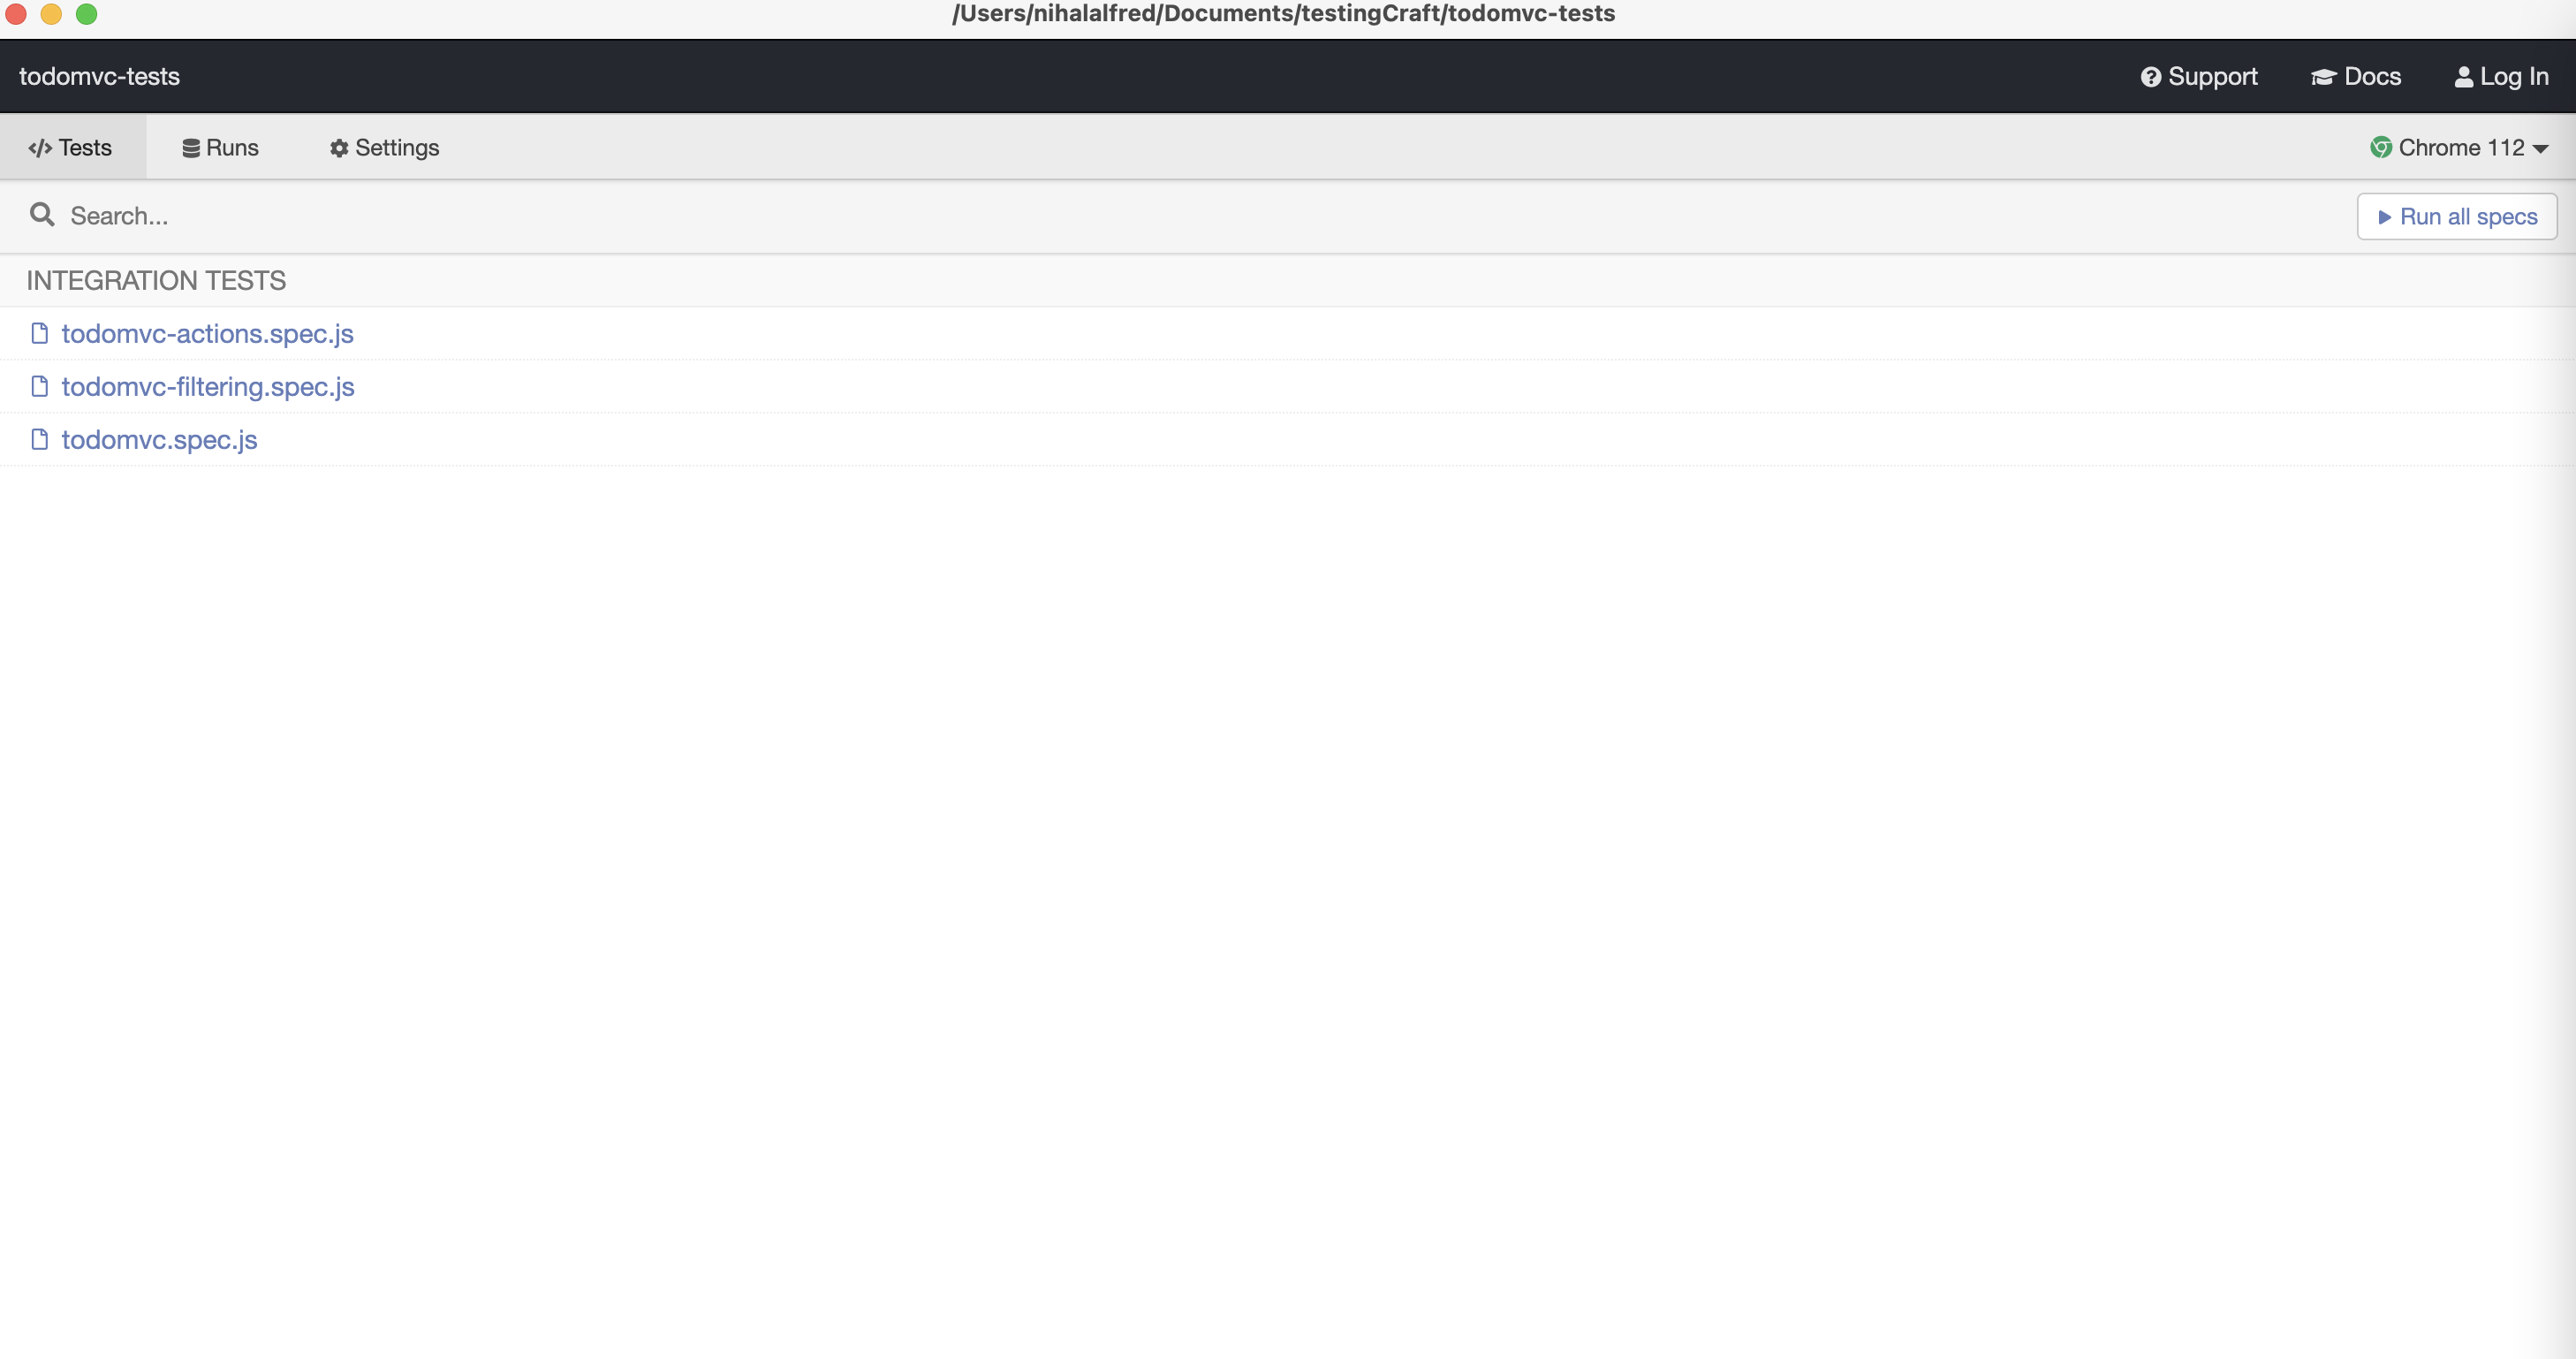 /Users/nihalalfred/Documents/testingCraft/todomvc-tests
todomvc-tests
Support
Docs
Log In
Tests
Runs
Settings
Chrome 112
Search...
Run all specs
INTEGRATION TESTS
todomvc-actions.spec.js
todomvc-filtering.spec.js
todomvc.spec.js